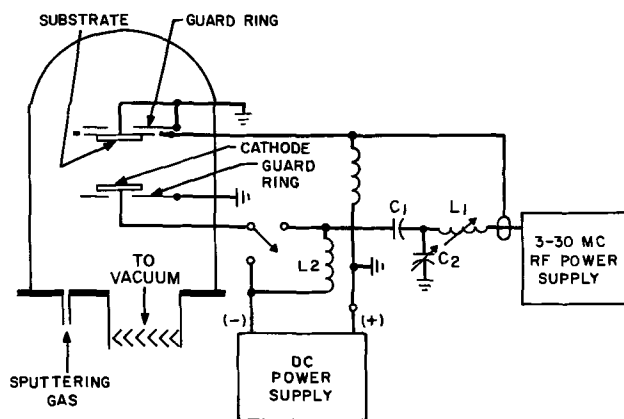 SUBSTRATE
GUARD RING
CATHODE
GUARD
RING
C1
L1
C2
L2
3-30 MC
RF POWER
SUPPLY
TO
VACUUM
(-)
(+)
SPUTTERING
GAS
DC
POWER
SUPPLY